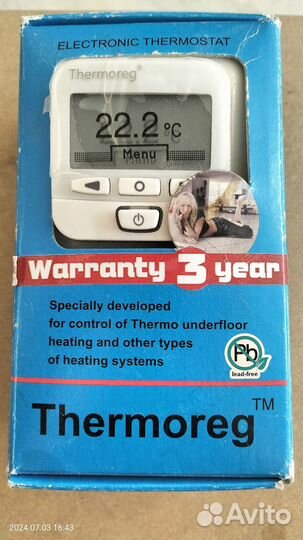 ELECTRONIC THERMOSTAT
Thermoreg®
22.2 °C
Menu
Warranty 3 year
Specially developed
for control of Thermo underfloor
heating and other types
of heating systems
Pb
lead-free
Thermoreg™
2024.07.03 16:43
Avito